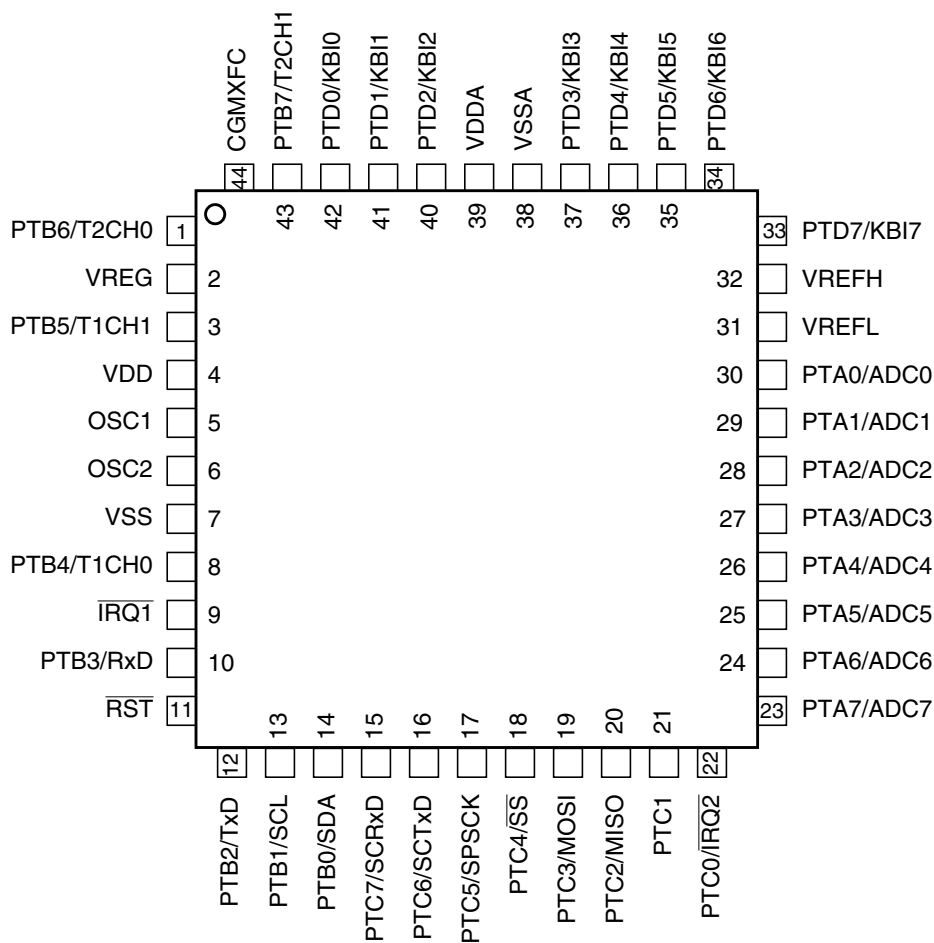 CGMXFC
PTB7/T2CH1
PTD0/KBI0
PTD1/KBI1
PTD2/KBI2
VDDA
VSSA
PTD3/KBI3
PTD4/KBI4
PTD5/KBI5
PTD6/KBI6
44
43
42
41
40
39
38
37
36
35
34
PTB6/T2CH0 1
VREG 2
PTB5/T1CH1 3
VDD 4
OSC1 5
OSC2 6
VSS 7
PTB4/T1CH0 8
IRQ1 9
PTB3/RxD 10
RST 11
33 PTD7/KBI7
32 VREFH
31 VREFL
30 PTA0/ADC0
29 PTA1/ADC1
28 PTA2/ADC2
27 PTA3/ADC3
26 PTA4/ADC4
25 PTA5/ADC5
24 PTA6/ADC6
23 PTA7/ADC7
12
13
14
15
16
17
18
19
20
21
22
PTB2/TxD
PTB1/SCL
PTB0/SDA
PTC7/SCRxD
PTC6/SCTxD
PTC5/SPSCK
PTC4/SS
PTC3/MOSI
PTC2/MISO
PTC1
PTC0/IRQ2